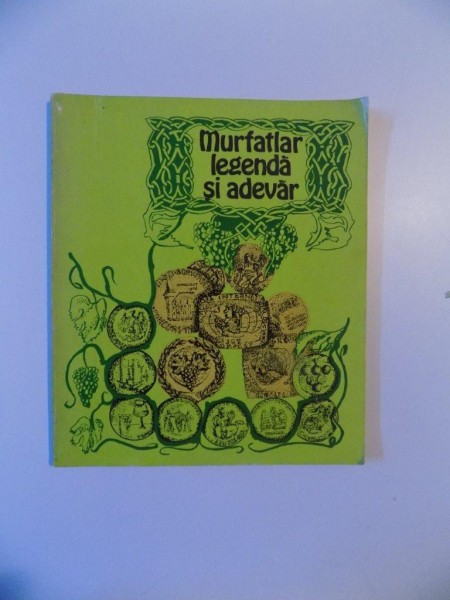 Murfatlar
legendă
și adevăr